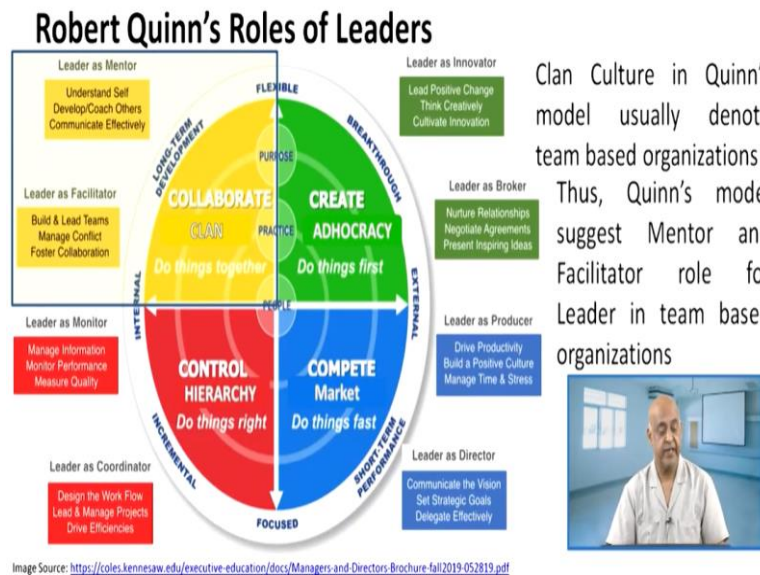 Robert Quinn's Roles of Leaders
Leader as Mentor
Understand Self
Develop/Coach Others
Communicate Effectively
Leader as Facilitator
Build & Lead Teams
Manage Conflict
Foster Collaboration
Leader as Monitor
Manage Information
Monitor Performance
Measure Quality
Leader as Coordinator
Design the Work Flow
Lead & Manage Projects
Drive Efficiencies
FLEXIBLE
LONG-TERM
DEVELOPMENT
BREAKTHROUGH
PURPOSE
COLLABORATE
CLAN
Do things together
PRACTICE
CREATE
ADHOCRACY
Do things first
INTERNAL
PEOPLE
EXTERNAL
CONTROL
HIERARCHY
Do things right
COMPETE
Market
Do things fast
INCREMENTAL
SHORT-TERM
PERFORMANCE
FOCUSED
Leader as Innovator
Lead Positive Change
Think Creatively
Cultivate Innovation
Leader as Broker
Nurture Relationships
Negotiate Agreements
Present Inspiring Ideas
Leader as Producer
Drive Productivity
Build a Positive Culture
Manage Time & Stress
Leader as Director
Communicate the Vision
Set Strategic Goals
Delegate Effectively
Clan Culture in Quinn'
model usually denot
team based organizations
Thus, Quinn's mode
suggest Mentor an
Facilitator role fo
Leader in team base
organizations
Image Source: https://coles.kennesaw.edu/executive-education/docs/Managers-and-Directors-Brochure-fall2019-052819.pdf